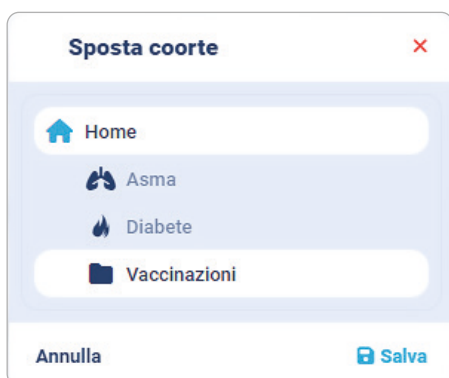 Sposta coorte
Home
Asma
Diabete
Vaccinazioni
Annulla
Salva